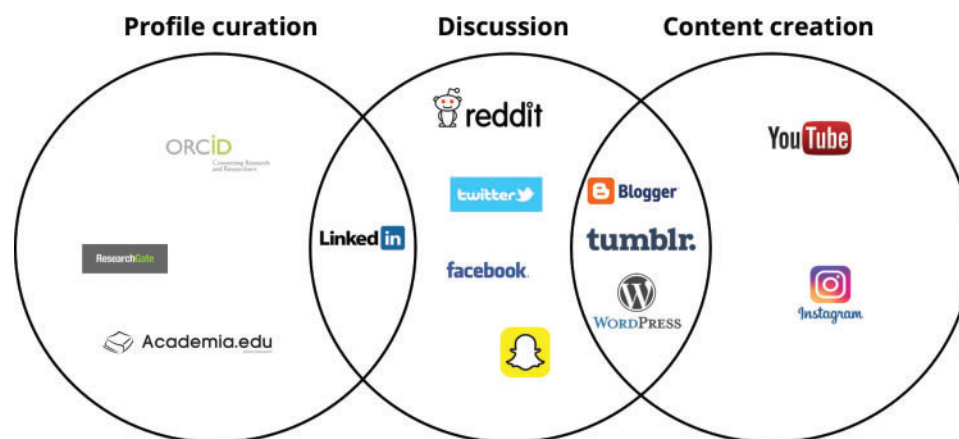 Profile curation
Discussion
Content creation
ORCiD
Connecting Research
and Researchers
ResearchGate
Academia.edu
LinkedIn
reddit
twitter
facebook.
Blogger
tumblr.
WORDPRESS
YouTube
Instagram